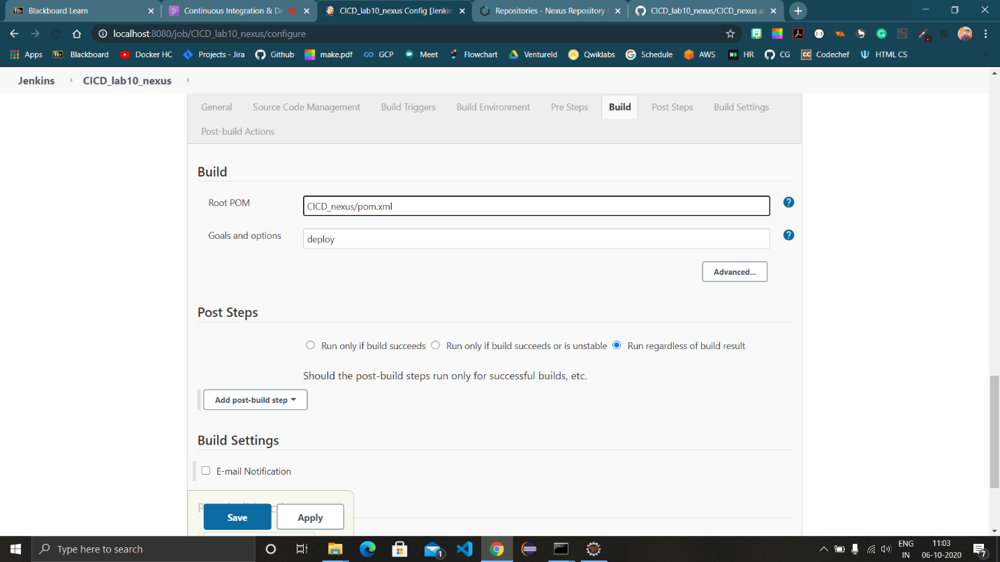 Blackboard Learn
Continuous Integration & De
CICD_lab10_nexus Config [Jenkin
Repositories - Nexus Repository
CICD_lab10_nexus/CICD_nexus a
localhost:8080/job/CICD_lab10_nexus/configure
Apps Blackboard Docker HC Projects - Jira Github make.pdf GCP Meet Flowchart Ventureld Qwiklabs Schedule AWS HR CG Codechef HTML CS
Jenkins CICD_lab10_nexus
General Source Code Management Build Triggers Build Environment Pre Steps Build Post Steps Build Settings
Post-build Actions
Build
Root POM CICD_nexus/pom.xml
Goals and options deploy
Advanced...
Post Steps
Run only if build succeeds Run only if build succeeds or is unstable Run regardless of build result
Should the post-build steps run only for successful builds, etc.
Add post-build step
Build Settings
E-mail Notification
Save Apply
Type here to search
1
ENG
IN
11:03
06-10-2020
7